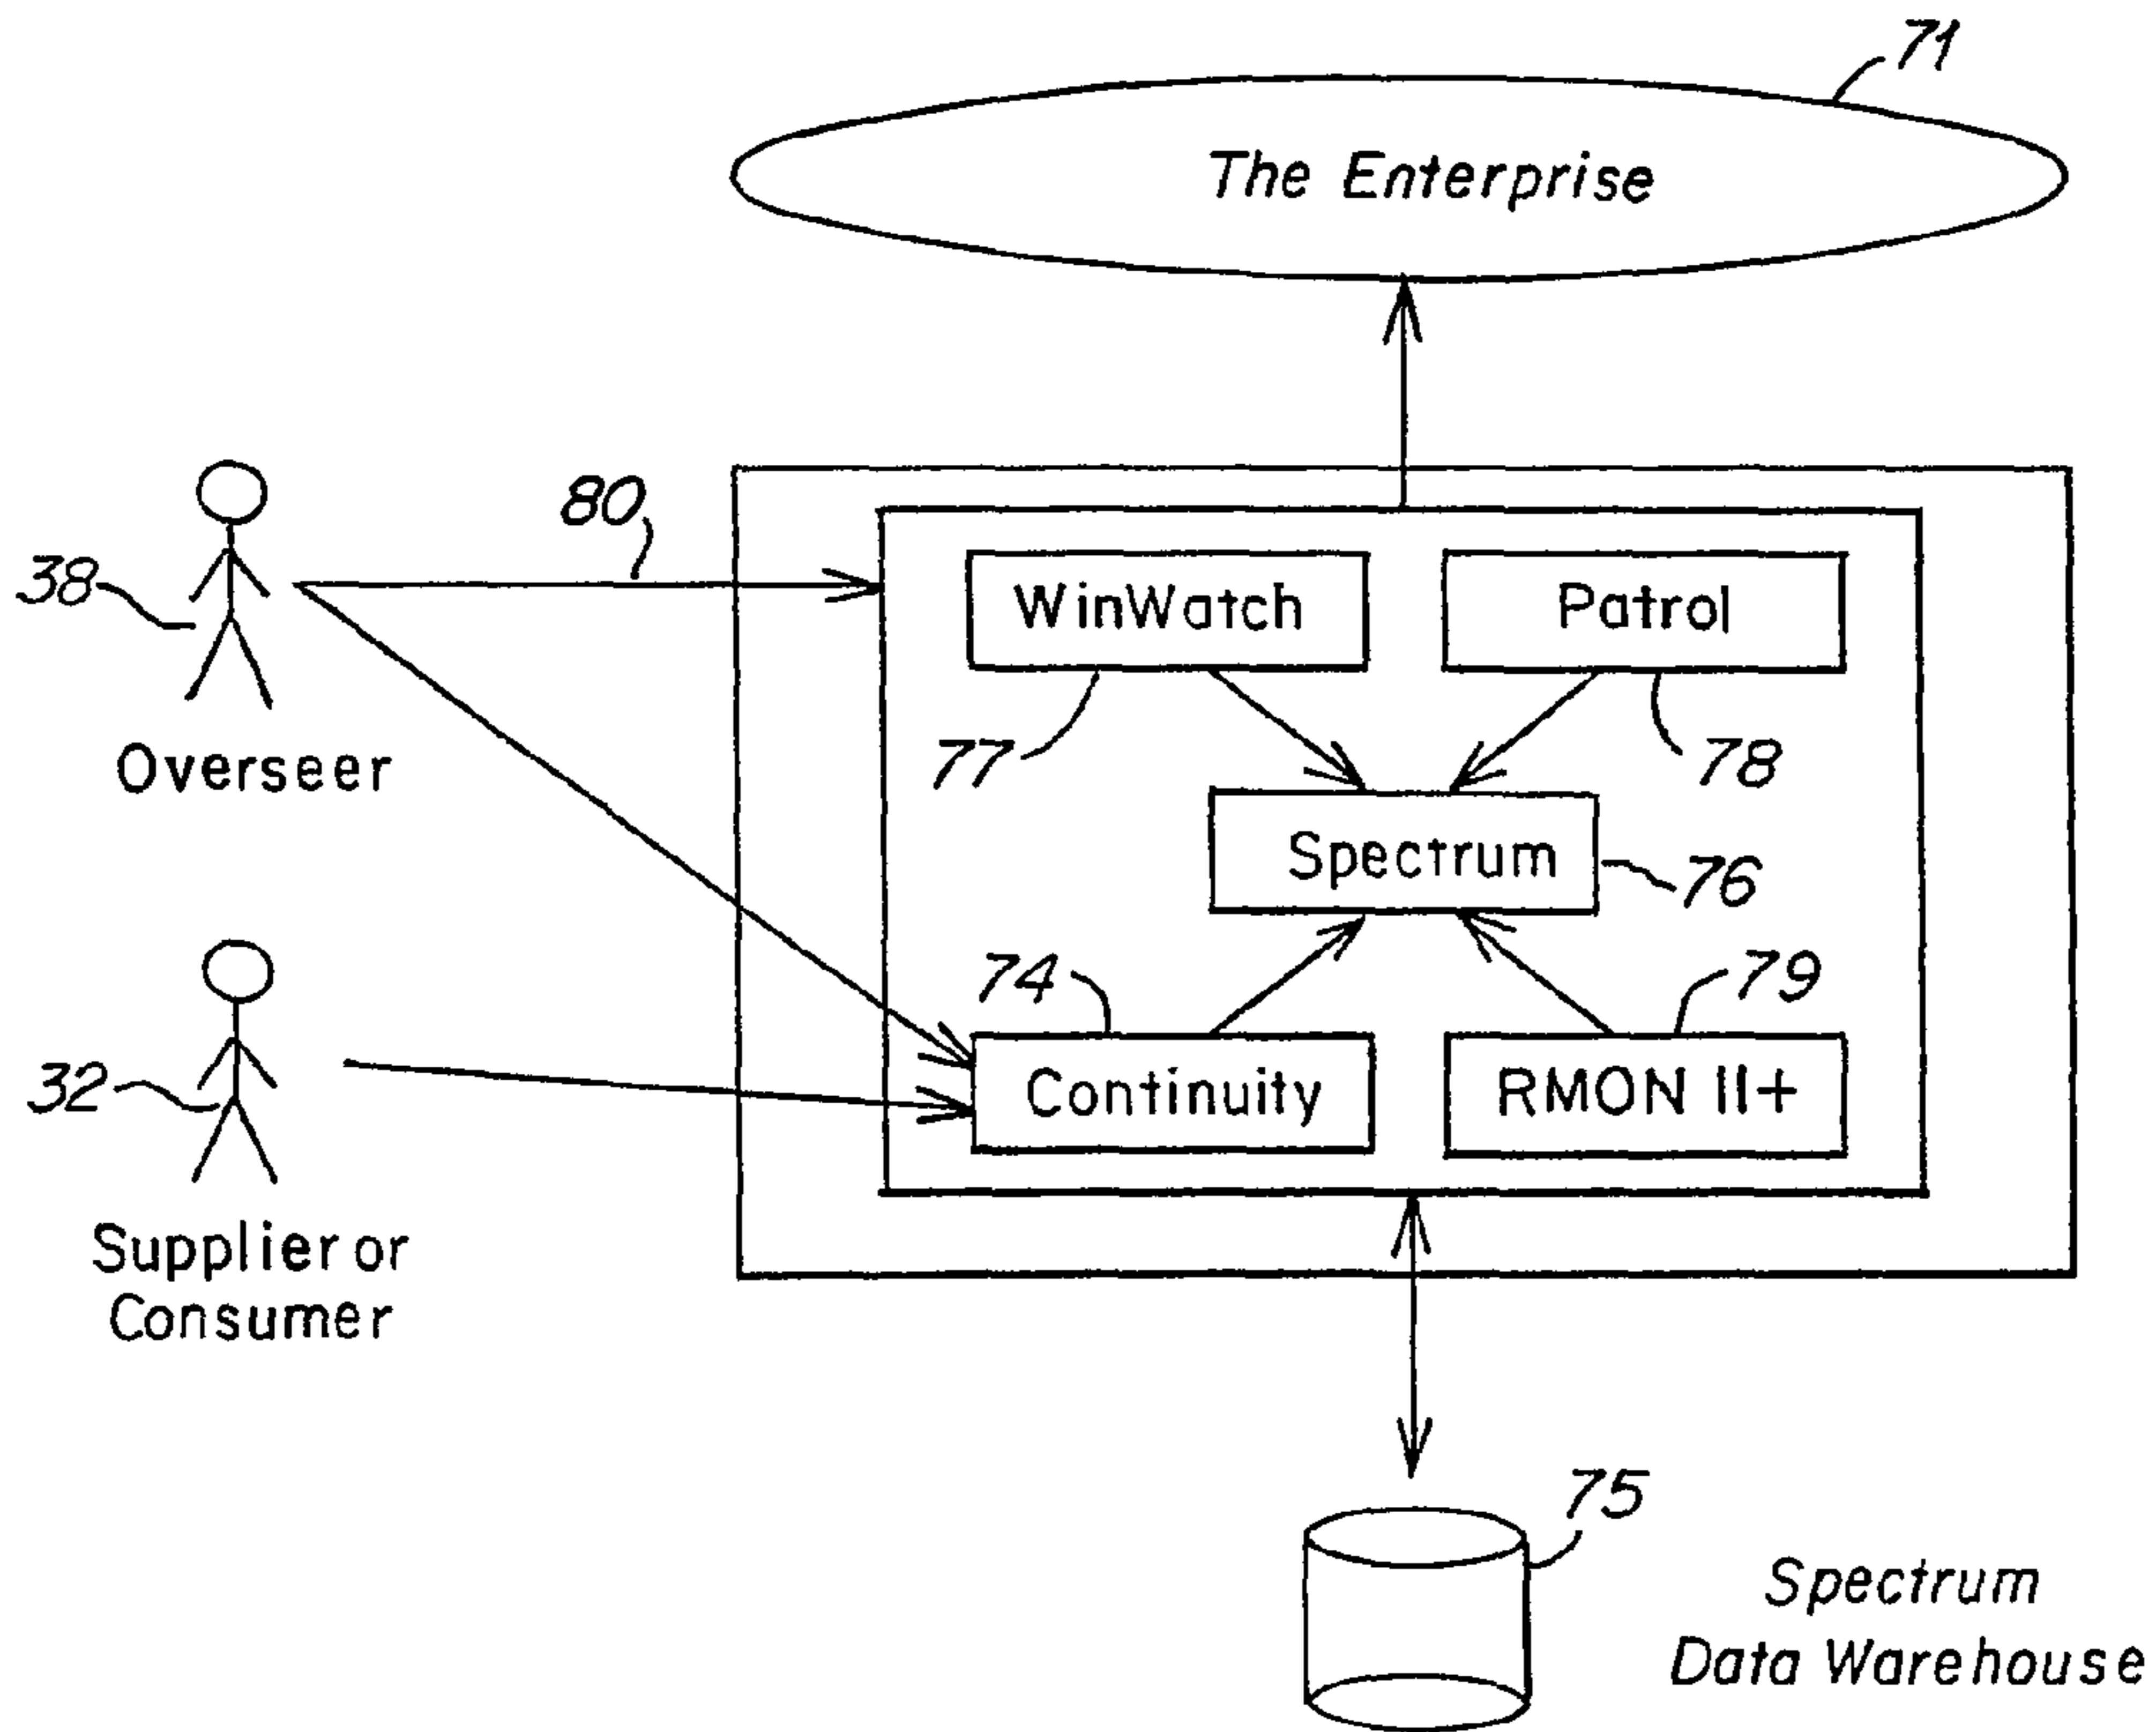 71
The Enterprise
80
38
WinWatch
Patrol
Overseer
77
78
Spectrum
76
74
79
32
Continuity
RMON II+
Supplier or
Consumer
75
Spectrum
Data Warehouse